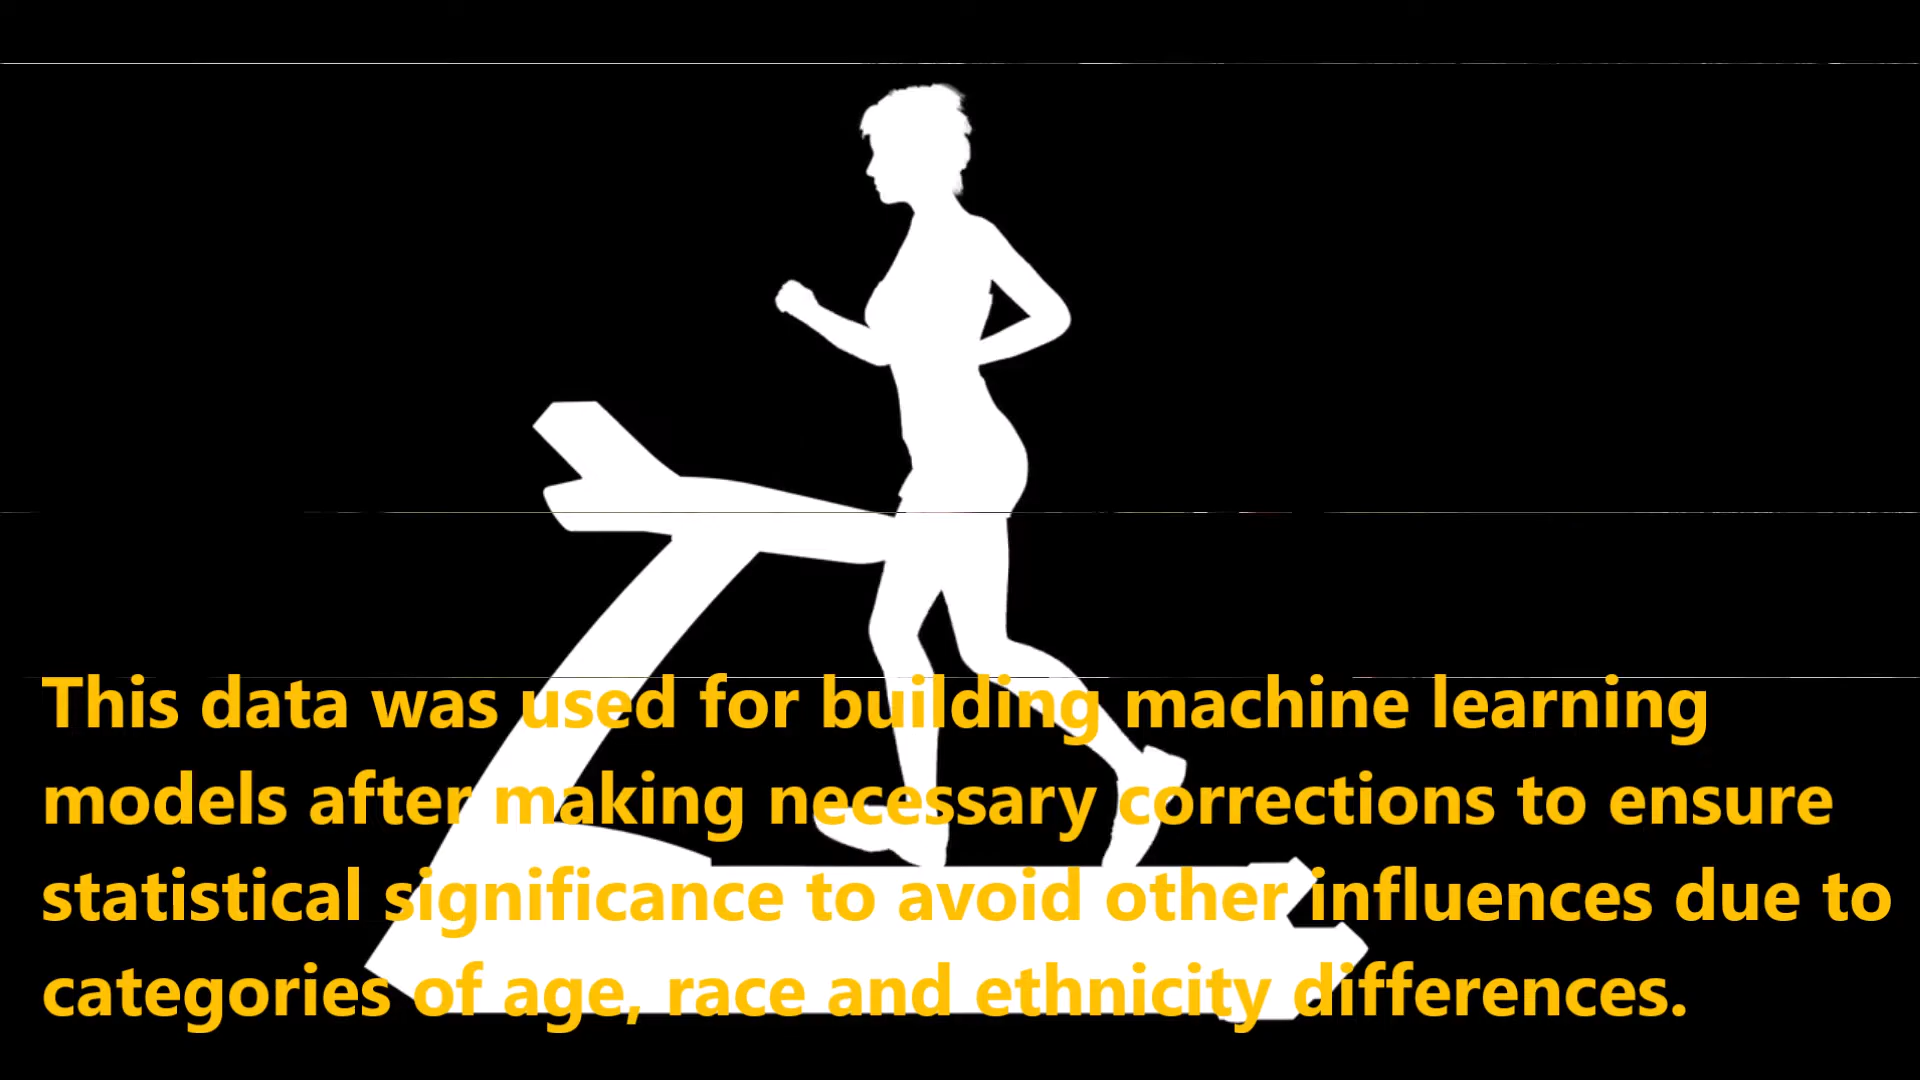 This data was used for building machine learning
models after making necessary corrections to ensure
statistical significance to avoid other influences due to
categories of age, race and ethnicity differences.